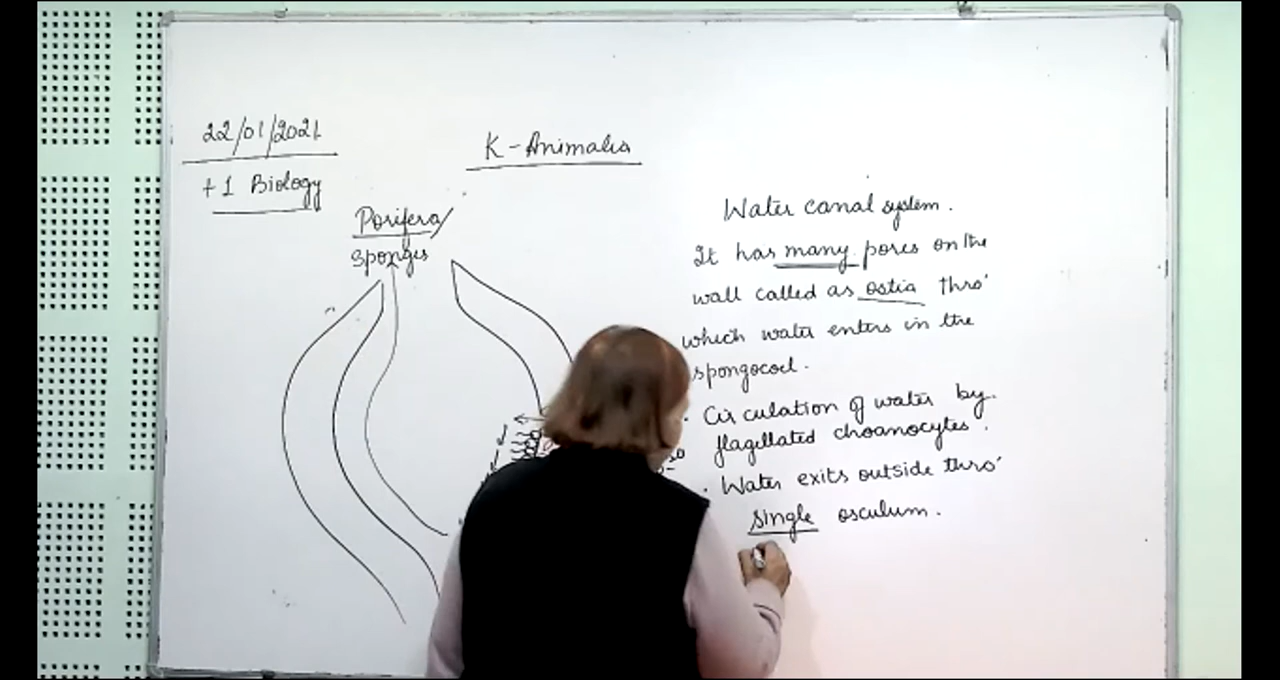 22/01/2021
+1 Biology
K-Animalia
Porifera/
Sponges
Water canal system.
It has many pores on the
wall called as ostia thro'
which water enters in the
spongocoel.
· Circulation of water by
flagellated choanocytes.
· Water exits outside thro'
single osculum.